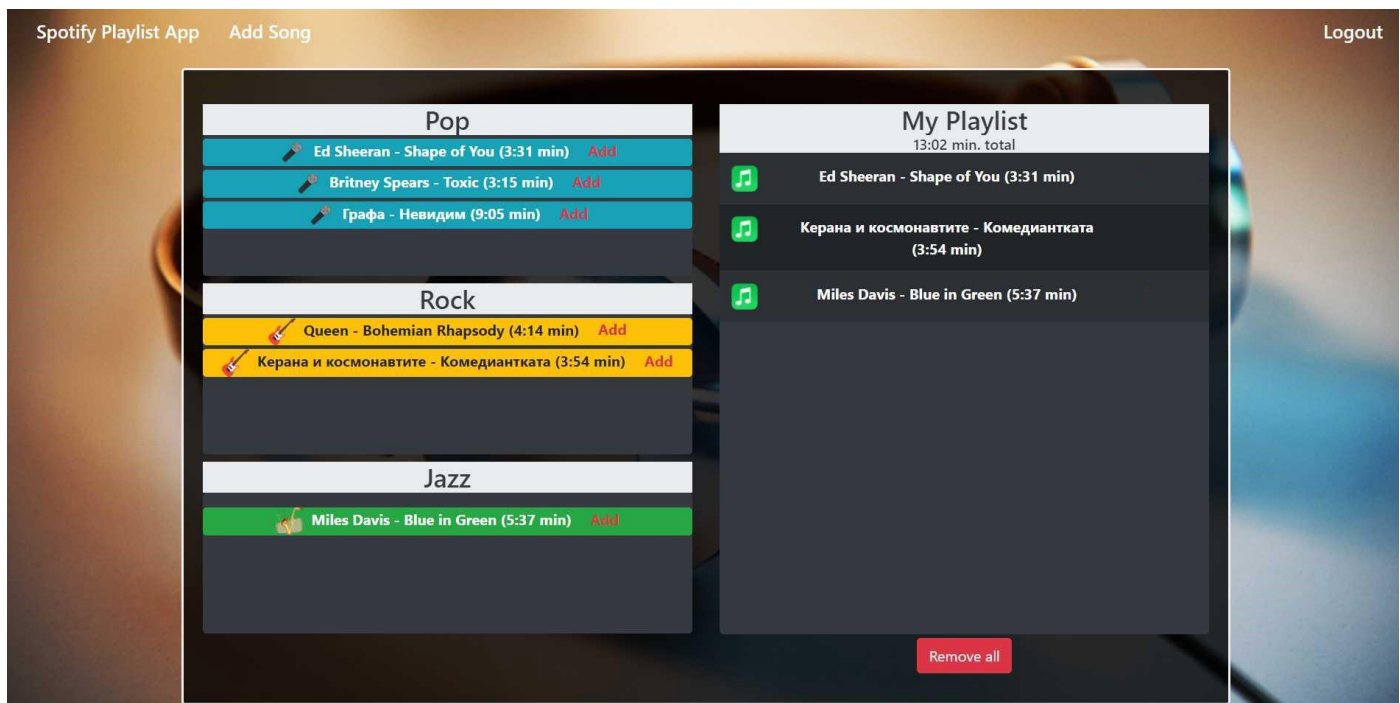 Spotify Playlist App Add Song Logout
Pop
Ed Sheeran - Shape of You (3:31 min) Add
Britney Spears - Toxic (3:15 min) Add
Графа - Невидим (9:05 min) Add
Rock
Queen - Bohemian Rhapsody (4:14 min) Add
Керана и космонавтите - Комедиантката (3:54 min) Add
Jazz
Miles Davis - Blue in Green (5:37 min) Add
My Playlist
13:02 min. total
Ed Sheeran - Shape of You (3:31 min)
Керана и космонавтите - Комедиантката
(3:54 min)
Miles Davis - Blue in Green (5:37 min)
Remove all